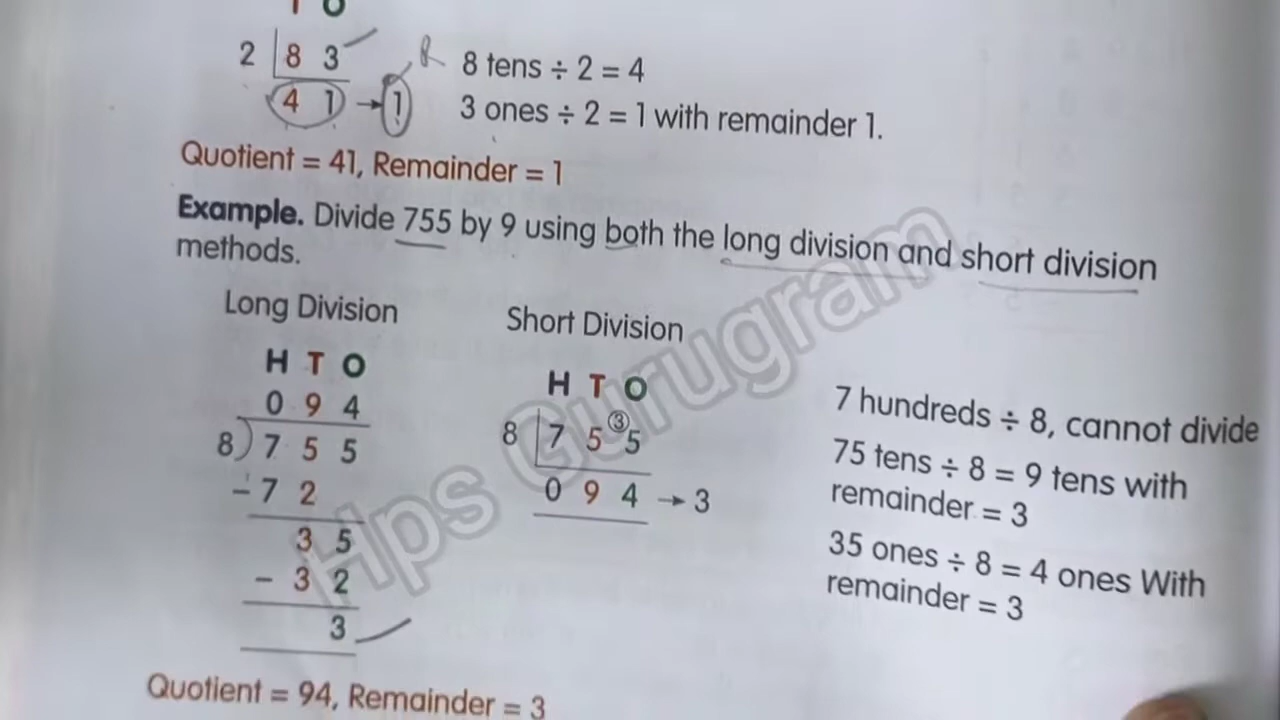 T O
2 8 3 R 8 tens ÷ 2 = 4
4 1 → 1 3 ones ÷ 2 = 1 with remainder 1.
Quotient = 41, Remainder = 1
Example. Divide 755 by 9 using both the long division and short division
methods.
Long Division
H T O
0 9 4
8) 7 5 5
– 7 2
3 5
– 3 2
3
Quotient = 94, Remainder = 3
Short Division
H T O
8 7 5 3 5
0 9 4 → 3
7 hundreds ÷ 8, cannot divide
75 tens ÷ 8 = 9 tens with
remainder = 3
35 ones ÷ 8 = 4 ones With
remainder = 3
Hps Gurugram